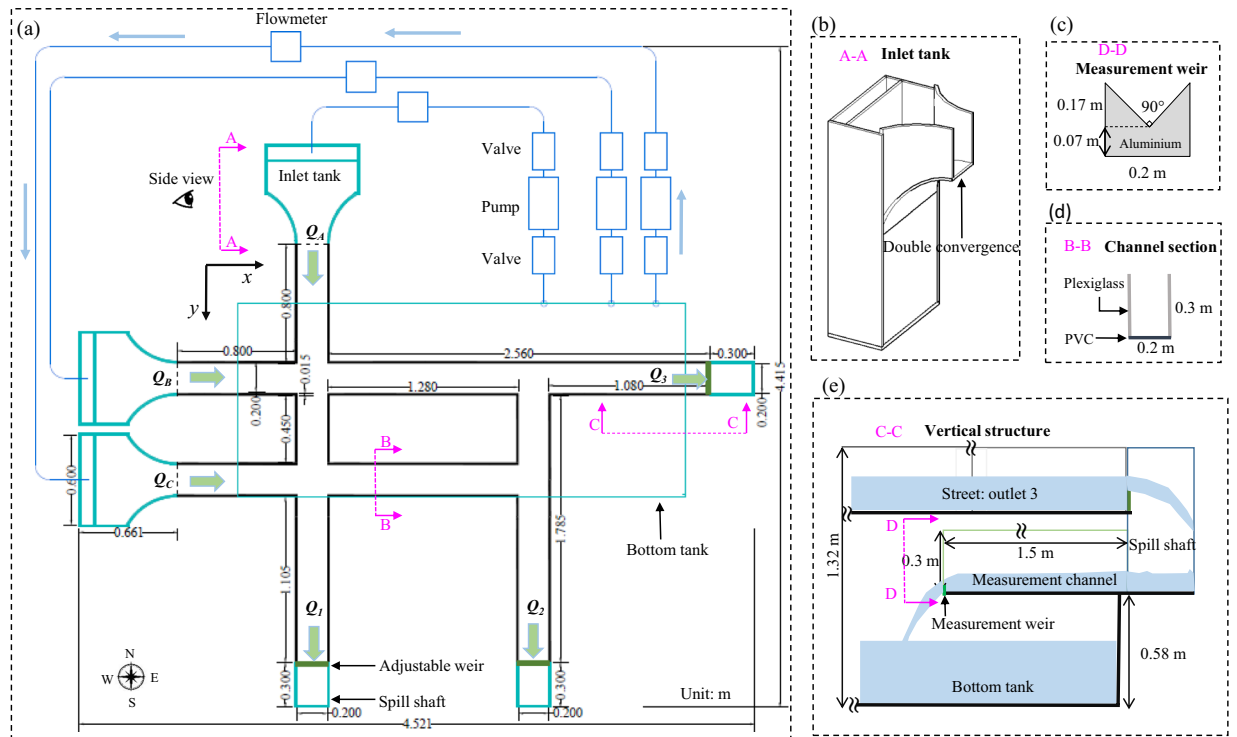 (a)
Flowmeter
Valve
Inlet tank
Side view
A
A
Pump
Q_A
Valve
x
y
0.800
0.800
2.560
0.300
4.415
0.015
Q_B
1.280
Q_3
1.080
0.200
0.200
0.450
C
C
B
B
Q_C
0.600
0.661
1.785
Bottom tank
1.105
Q_1
Q_2
Adjustable weir
N
W E
S
0.300
Spill shaft
0.300
Unit: m
0.200
0.200
4.521
(b)
A-A Inlet tank
Double convergence
(c)
D-D
Measurement weir
0.17 m
90°
0.07 m
Aluminium
0.2 m
(d)
B-B Channel section
Plexiglass
0.3 m
PVC
0.2 m
(e)
C-C Vertical structure
Street: outlet 3
D
1.32 m
0.3 m
1.5 m
Spill shaft
Measurement channel
D
Measurement weir
0.58 m
Bottom tank